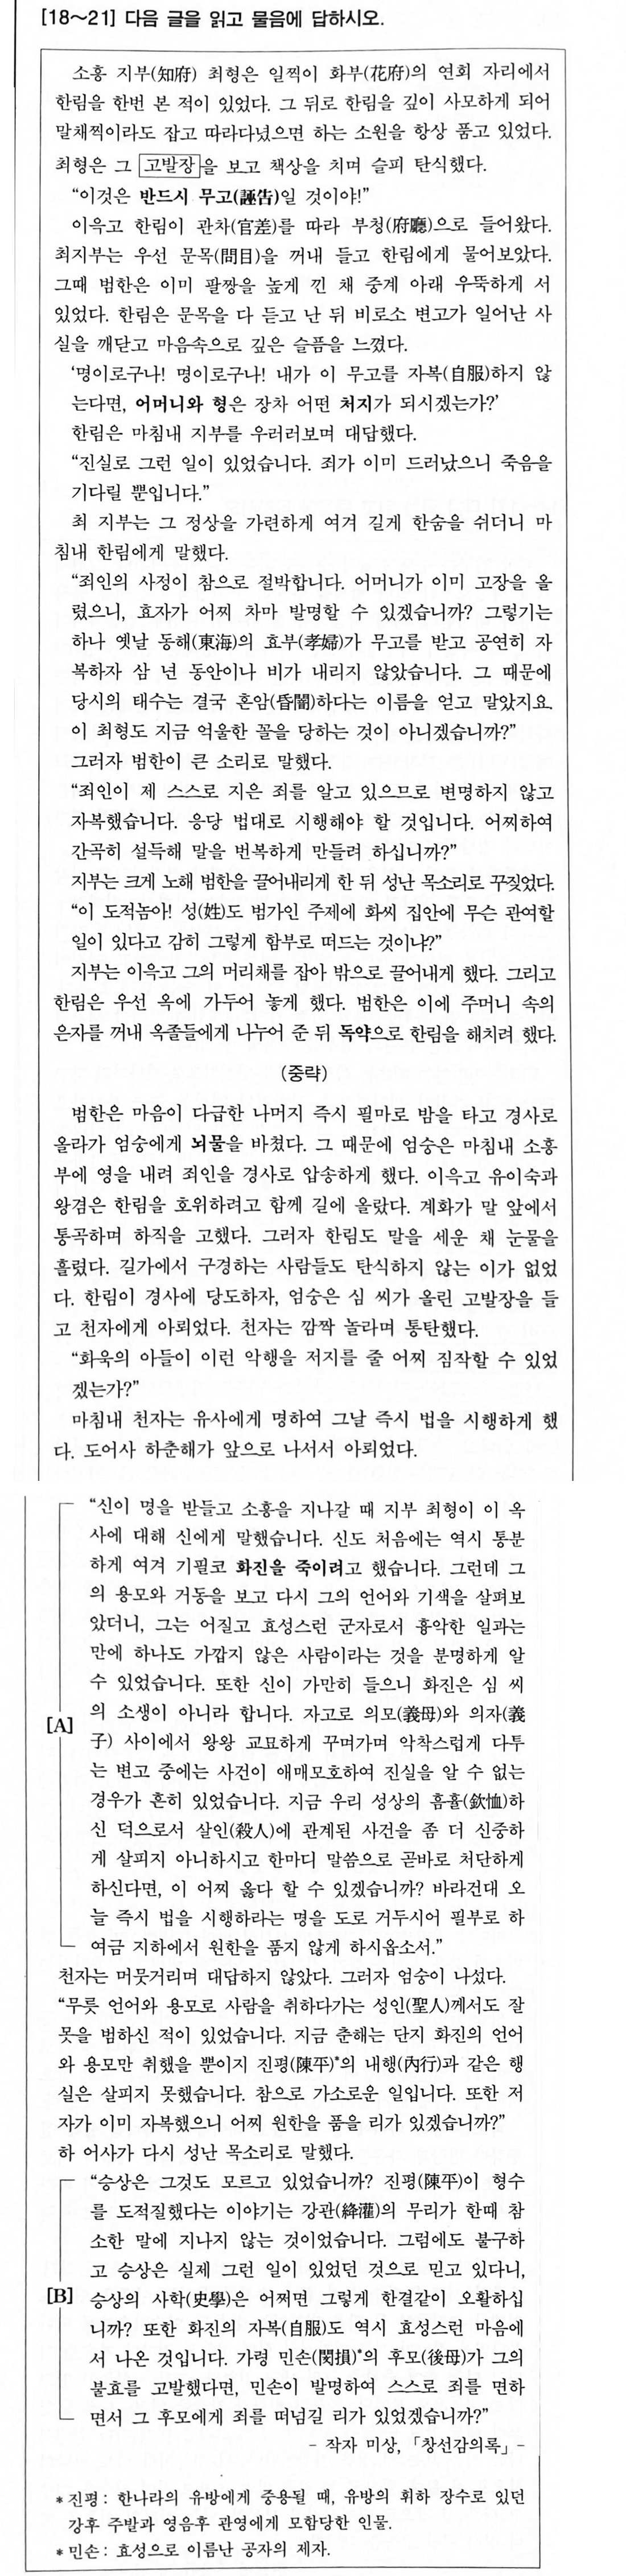 [18～21] 다음 글을 읽고 물음에 답하시오.
소흥 지부(知府) 최형은 일찍이 화부(花府)의 연회 자리에서
한림을 한번 본 적이 있었다. 그 뒤로 한림을 깊이 사모하게 되어
말채찍이라도 잡고 따라다녔으면 하는 소원을 항상 품고 있었다.
최형은 그 고발장을 보고 책상을 치며 슬피 탄식했다.
“이것은 반드시 무고(誣告)일 것이야!”
이윽고 한림이 관차(官差)를 따라 부청(府廳)으로 들어왔다.
최지부는 우선 문목(問目)을 꺼내 들고 한림에게 물어보았다.
그때 범한은 이미 팔짱을 높게 낀 채 중계 아래 우뚝하게 서
있었다. 한림은 문목을 다 듣고 난 뒤 비로소 변고가 일어난 사
실을 깨닫고 마음속으로 깊은 슬픔을 느꼈다.
‘명이로구나! 명이로구나! 내가 이 무고를 자복(自服)하지 않
는다면, 어머니와 형은 장차 어떤 처지가 되시겠는가?’
한림은 마침내 지부를 우러러보며 대답했다.
“진실로 그런 일이 있었습니다. 죄가 이미 드러났으니 죽음을
기다릴 뿐입니다.”
최 지부는 그 정상을 가련하게 여겨 길게 한숨을 쉬더니 마
침내 한림에게 말했다.
“죄인의 사정이 참으로 절박합니다. 어머니가 이미 고장을 올
렸으니, 효자가 어찌 차마 발명할 수 있겠습니까? 그렇기는
하나 옛날 동해(東海)의 효부(孝婦)가 무고를 받고 공연히 자
복하자 삼 년 동안이나 비가 내리지 않았습니다. 그 때문에
당시의 태수는 결국 혼암(昏闇)하다는 이름을 얻고 말았지요.
이 최형도 지금 억울한 꼴을 당하는 것이 아니겠습니까?”
그러자 범한이 큰 소리로 말했다.
“죄인이 제 스스로 지은 죄를 알고 있으므로 변명하지 않고
자복했습니다. 응당 법대로 시행해야 할 것입니다. 어찌하여
간곡히 설득해 말을 번복하게 만들려 하십니까?”
지부는 크게 노해 범한을 끌어내리게 한 뒤 성난 목소리로 꾸짖었다.
“이 도적놈아! 성(姓)도 범가인 주제에 화씨 집안에 무슨 관여할
일이 있다고 감히 그렇게 함부로 떠드는 것이냐?”
지부는 이윽고 그의 머리채를 잡아 밖으로 끌어내게 했다. 그리고
한림은 우선 옥에 가두어 놓게 했다. 범한은 이에 주머니 속의
은자를 꺼내 옥졸들에게 나누어 준 뒤 독약으로 한림을 해치려 했다.
(중략)
범한은 마음이 다급한 나머지 즉시 필마로 밤을 타고 경사로
올라가 엄숭에게 뇌물을 바쳤다. 그 때문에 엄숭은 마침내 소흥
부에 영을 내려 죄인을 경사로 압송하게 했다. 이윽고 유이숙과
왕겸은 한림을 호위하려고 함께 길에 올랐다. 계화가 말 앞에서
통곡하며 하직을 고했다. 그러자 한림도 말을 세운 채 눈물을
흘렸다. 길가에서 구경하는 사람들도 탄식하지 않는 이가 없었
다. 한림이 경사에 당도하자, 엄숭은 심 씨가 올린 고발장을 들
고 천자에게 아뢰었다. 천자는 깜짝 놀라며 통탄했다.
“화욱의 아들이 이런 악행을 저지를 줄 어찌 짐작할 수 있었
겠는가?”
마침내 천자는 유사에게 명하여 그날 즉시 법을 시행하게 했
다. 도어사 하춘해가 앞으로 나서서 아뢰었다.
“신이 명을 받들고 소흥을 지나갈 때 지부 최형이 이 옥
사에 대해 신에게 말했습니다. 신도 처음에는 역시 통분
하게 여겨 기필코 화진을 죽이려고 했습니다. 그런데 그
의 용모와 거동을 보고 다시 그의 언어와 기색을 살펴보
았더니, 그는 어질고 효성스런 군자로서 흉악한 일과는
만에 하나도 가깝지 않은 사람이라는 것을 분명하게 알
수 있었습니다. 또한 신이 가만히 들으니 화진은 심 씨
의 소생이 아니라 합니다. 자고로 의모(義母)와 의자(義
[A]
子) 사이에서 왕왕 교묘하게 꾸며가며 악착스럽게 다투
는 변고 중에는 사건이 애매모호하여 진실을 알 수 없는
경우가 흔히 있었습니다. 지금 우리 성상의 흠휼(欽恤)하
신 덕으로서 살인(殺人)에 관계된 사건을 좀 더 신중하
게 살피지 아니하시고 한마디 말씀으로 곧바로 처단하게
하신다면, 이 어찌 옳다 할 수 있겠습니까? 바라건대 오
늘 즉시 법을 시행하라는 명을 도로 거두시어 필부로 하
여금 지하에서 원한을 품지 않게 하시옵소서.”
천자는 머뭇거리며 대답하지 않았다. 그러자 엄숭이 나섰다.
“무릇 언어와 용모로 사람을 취하다가는 성인(聖人)께서도 잘
못을 범하신 적이 있었습니다. 지금 춘해는 단지 화진의 언어
와 용모만 취했을 뿐이지 진평(陳平)*의 내행(內行)과 같은 행
실은 살피지 못했습니다. 참으로 가소로운 일입니다. 또한 저
자가 이미 자복했으니 어찌 원한을 품을 리가 있겠습니까?”
하 어사가 다시 성난 목소리로 말했다.
“승상은 그것도 모르고 있었습니까? 진평(陳平)이 형수
를 도적질했다는 이야기는 강관(絳灌)의 무리가 한때 참
소한 말에 지나지 않는 것이었습니다. 그럼에도 불구하
고 승상은 실제 그런 일이 있었던 것으로 믿고 있다니,
[B]
승상의 사학(史學)은 어쩌면 그렇게 한결같이 오활하십
니까? 또한 화진의 자복(自服)도 역시 효성스런 마음에
서 나온 것입니다. 가령 민손(閔損)*의 후모(後母)가 그의
불효를 고발했다면, 민손이 발명하여 스스로 죄를 면하
면서 그 후모에게 죄를 떠넘길 리가 있었겠습니까?”
- 작자 미상, 「창선감의록」-
* 진평 : 한나라의 유방에게 중용될 때, 유방의 휘하 장수로 있던
강후 주발과 영음후 관영에게 모함당한 인물.
* 민손 : 효성으로 이름난 공자의 제자.